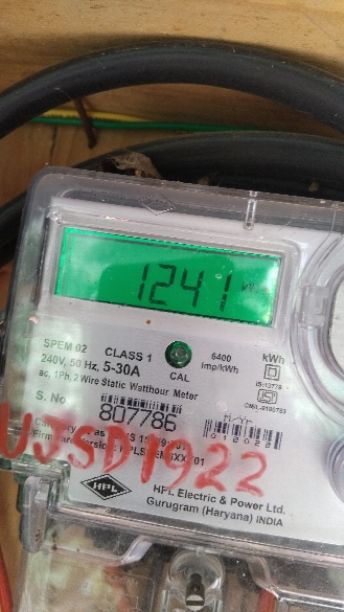 1241
SPEM 02
CLASS 1
240V, 50 Hz, 5-30A
6400
imp/kWh
kWh
CAL
ac, 1PH, 2 Wire Static Watthour Meter
S. No
807786
UJSD1922
HPL
HPL Electric & Power Ltd.
Gurugram (Haryana) INDIA